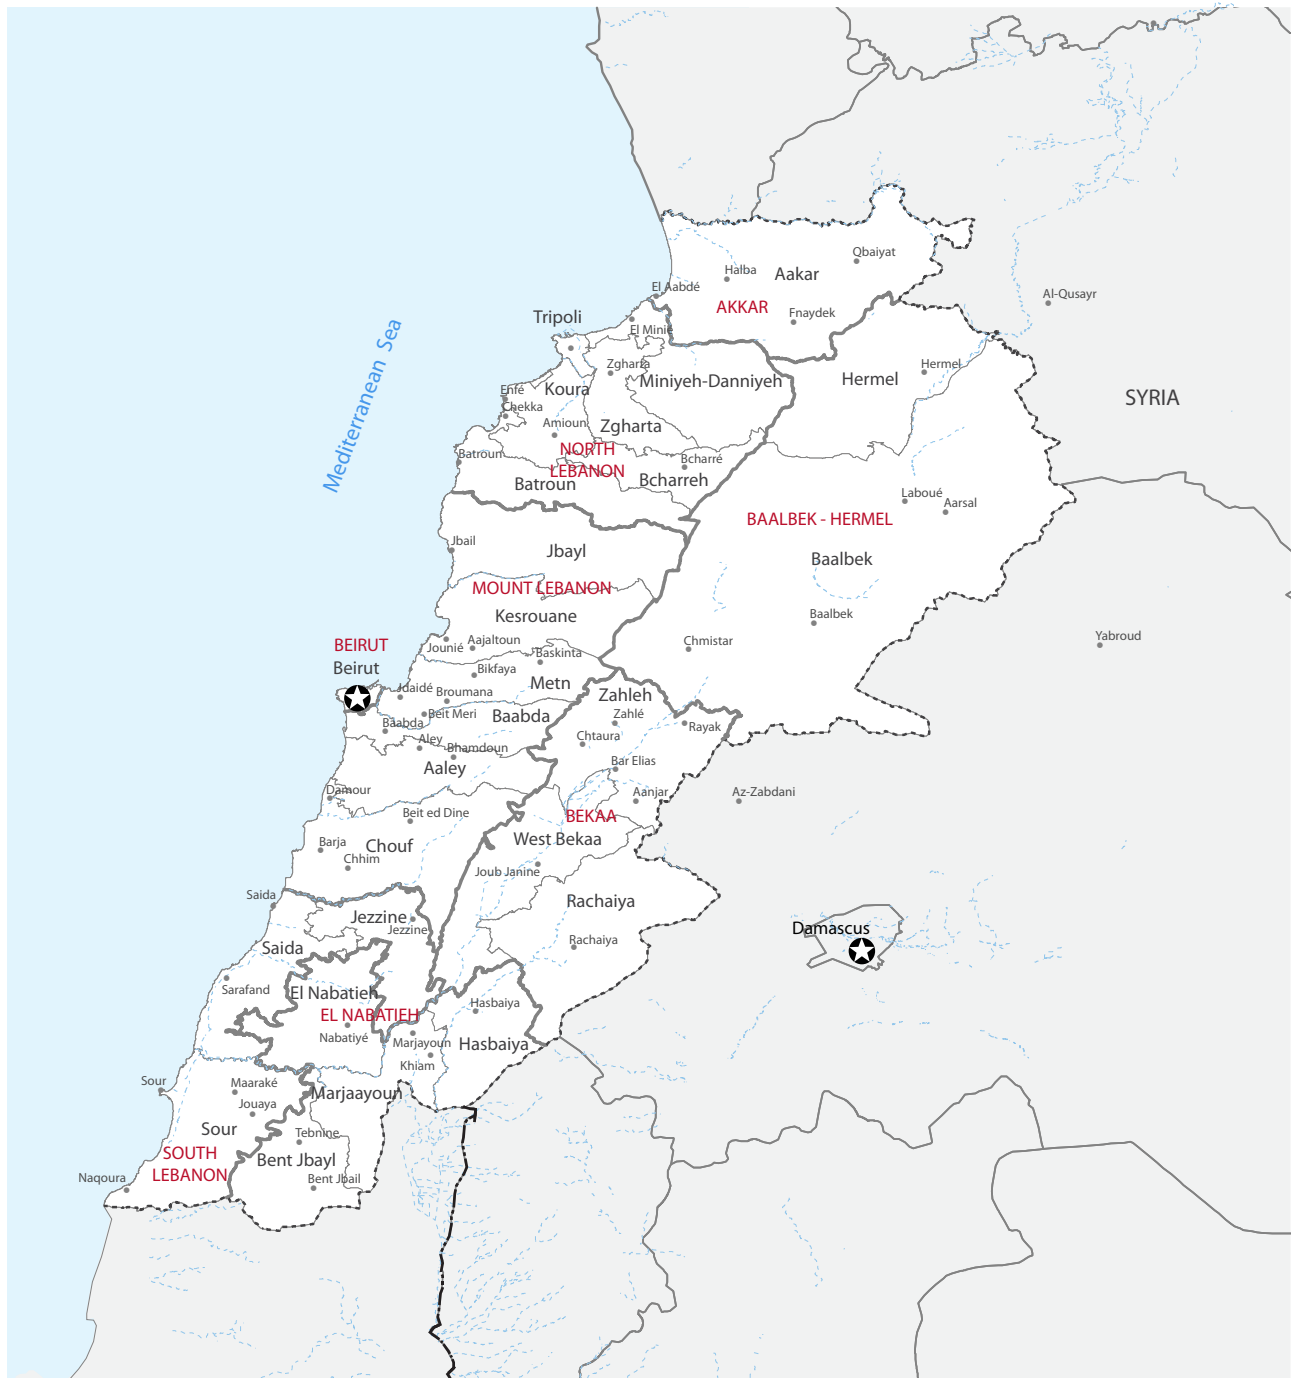 Qbaiyat
Halba
Aakar
El Aabdé
Al-Qusayr
AKKAR
Fnaydek
Tripoli
El Minié
Mediterranean Sea
Zgharta
Hermel
Miniyeh-Danniyeh
Hermel
Enfé
Koura
SYRIA
Chekka
Amioun
Zgharta
NORTH
LEBANON
Batroun
Bcharré
Batroun
Bcharreh
Laboué
Aarsal
BAALBEK - HERMEL
Jbail
Jbayl
Baalbek
MOUNT LEBANON
Kesrouane
Baalbek
Yabroud
BEIRUT
Beirut
Jounié
Aajaltoun
Chmistar
Baskinta
Bikfaya
Metn
Jdaidé
Broumana
Zahleh
Beit Meri
Baabda
Zahlé
Baabda
Rayak
Aley
Chtaura
Bhamdoun
Aaley
Bar Elias
Damour
Aanjar
Az-Zabdani
Beit ed Dine
BEKAA
Barja
Chouf
West Bekaa
Chhim
Joub Janine
Saida
Rachaiya
Jezzine
Jezzine
Damascus
Saida
Rachaiya
Sarafand
El Nabatieh
Hasbaiya
EL NABATIEH
Nabatiyé
Marjayoun
Hasbaiya
Khiam
Sour
Maaraké
Marjaayoun
Jouaya
Sour
Tebnine
SOUTH
LEBANON
Bent Jbayl
Naqoura
Bent Jbail